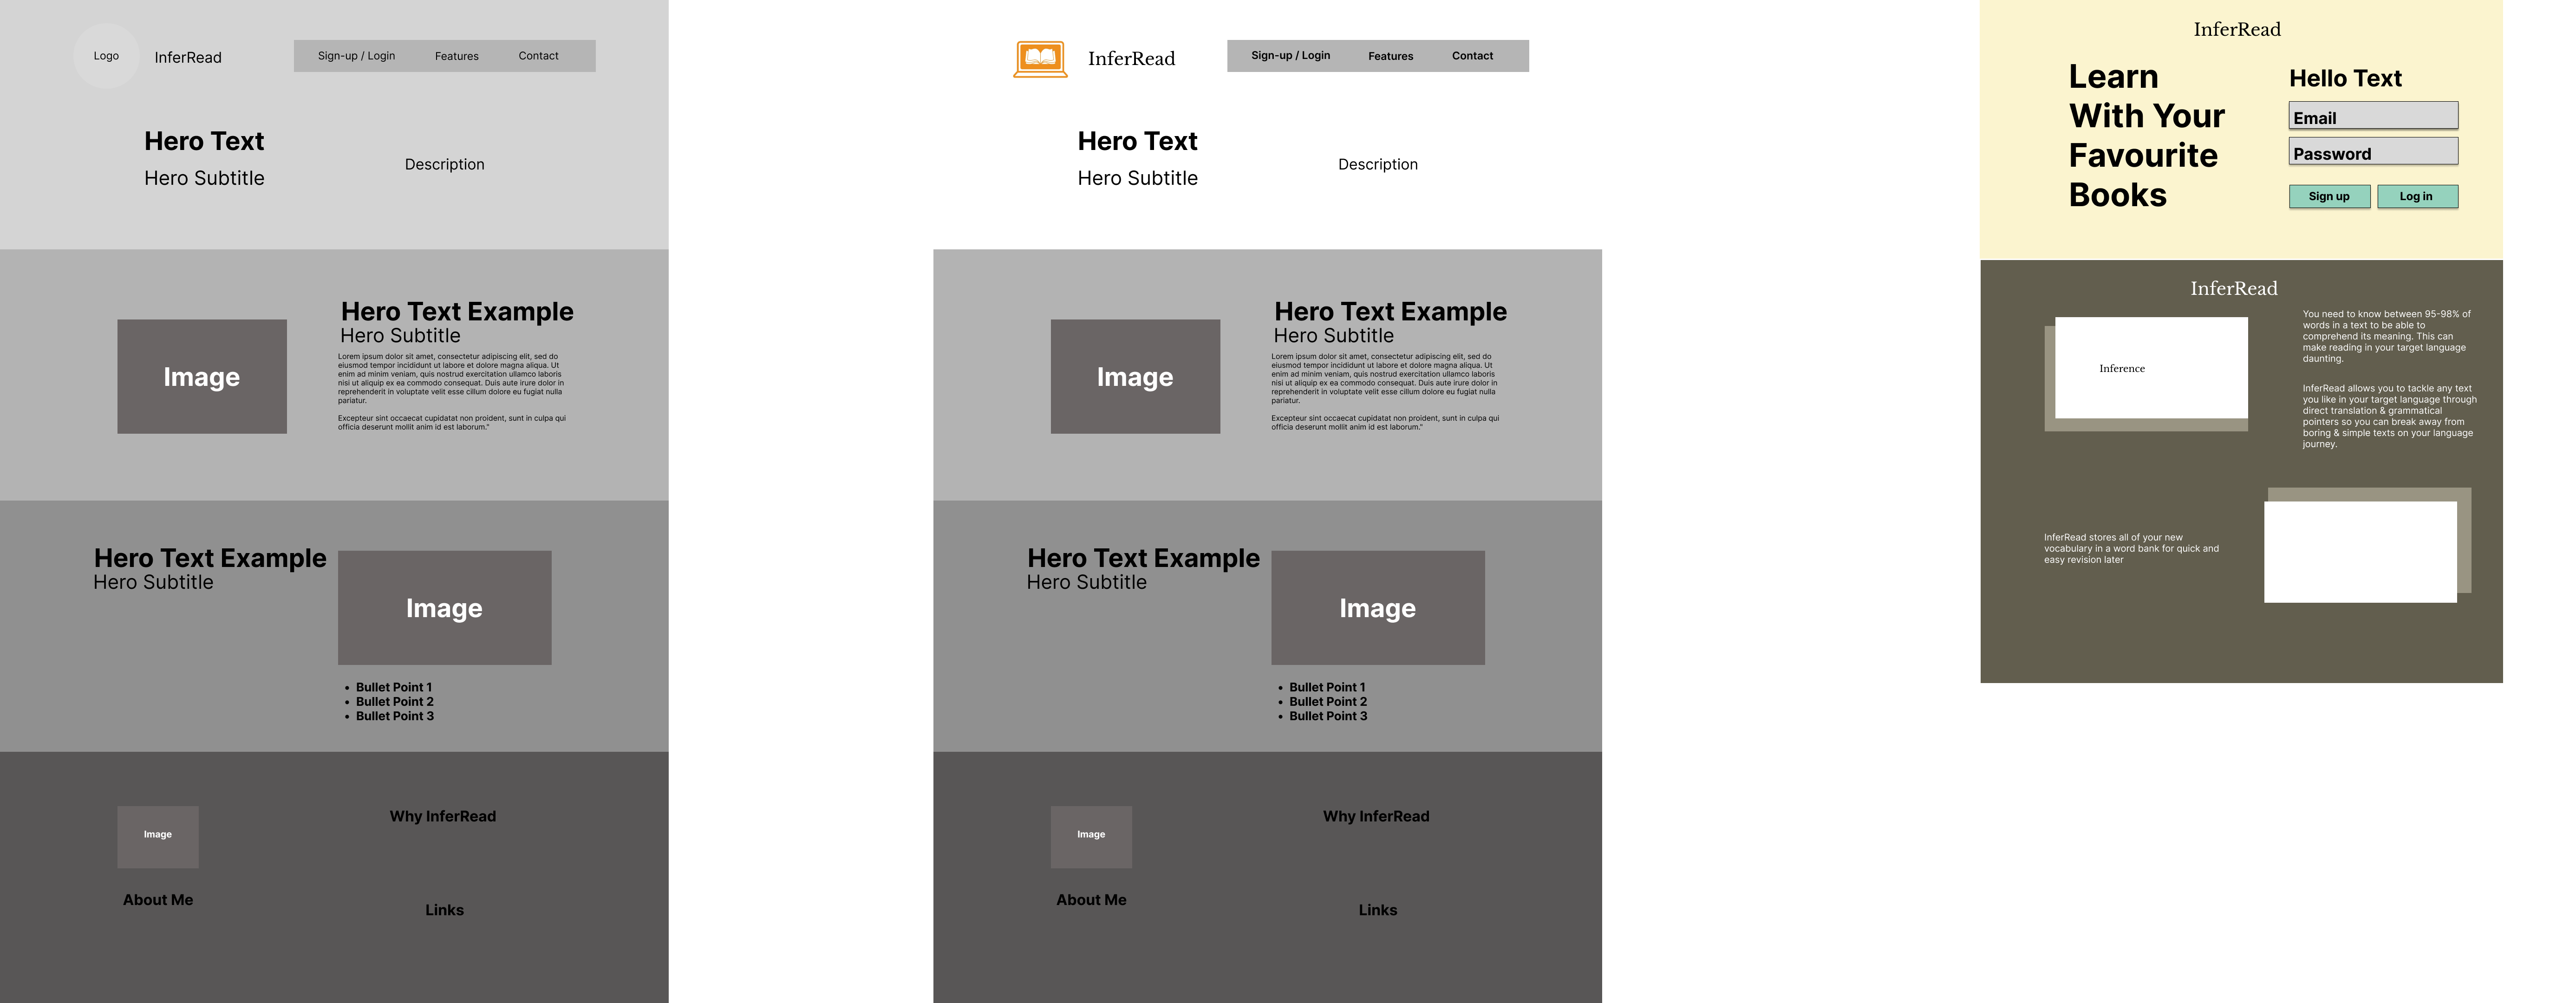 Logo
InferRead
Sign-up / Login
Features
Contact
Hero Text
Hero Subtitle
Description
Image
Hero Text Example
Hero Subtitle
Lorem ipsum dolor sit amet, consectetur adipiscing elit, sed do
eiusmod tempor incididunt ut labore et dolore magna aliqua. Ut
enim ad minim veniam, quis nostrud exercitation ullamco laboris
nisi ut aliquip ex ea commodo consequat. Duis aute irure dolor in
reprehenderit in voluptate velit esse cillum dolore eu fugiat nulla
pariatur.
Excepteur sint occaecat cupidatat non proident, sunt in culpa qui
officia deserunt mollit anim id est laborum."
Hero Text Example
Hero Subtitle
Image
• Bullet Point 1
• Bullet Point 2
• Bullet Point 3
Image
About Me
Why InferRead
Links
InferRead
Sign-up / Login
Features
Contact
Hero Text
Hero Subtitle
Description
Image
Hero Text Example
Hero Subtitle
Lorem ipsum dolor sit amet, consectetur adipiscing elit, sed do
eiusmod tempor incididunt ut labore et dolore magna aliqua. Ut
enim ad minim veniam, quis nostrud exercitation ullamco laboris
nisi ut aliquip ex ea commodo consequat. Duis aute irure dolor in
reprehenderit in voluptate velit esse cillum dolore eu fugiat nulla
pariatur.
Excepteur sint occaecat cupidatat non proident, sunt in culpa qui
officia deserunt mollit anim id est laborum."
Hero Text Example
Hero Subtitle
Image
• Bullet Point 1
• Bullet Point 2
• Bullet Point 3
Image
About Me
Why InferRead
Links
InferRead
Learn
With Your
Favourite
Books
Hello Text
Email
Password
Sign up
Log in
InferRead
Inference
You need to know between 95-98% of
words in a text to be able to
comprehend its meaning. This can
make reading in your target language
daunting.
InferRead allows you to tackle any text
you like in your target language through
direct translation & grammatical
pointers so you can break away from
boring & simple texts on your language
journey.
InferRead stores all of your new
vocabulary in a word bank for quick and
easy revision later